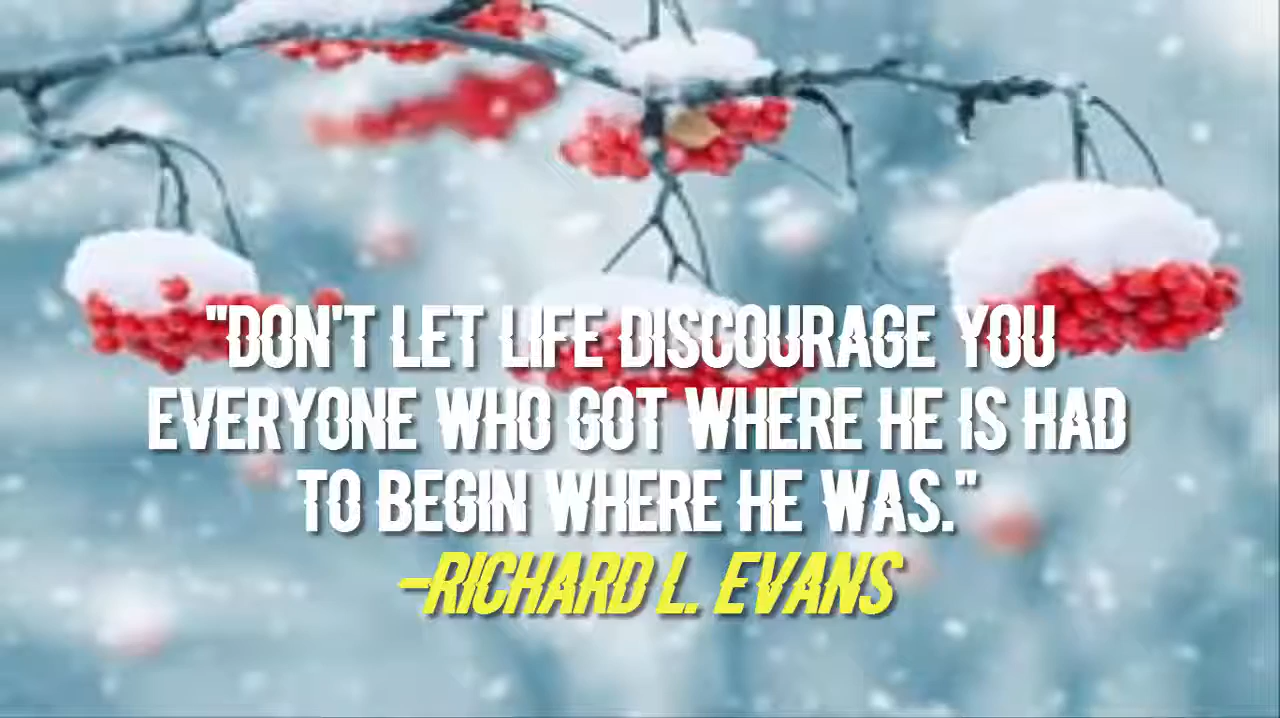 "DON'T LET LIFE DISCOURAGE YOU
EVERYONE WHO GOT WHERE HE IS HAD
TO BEGIN WHERE HE WAS."
-RICHARD L. EVANS